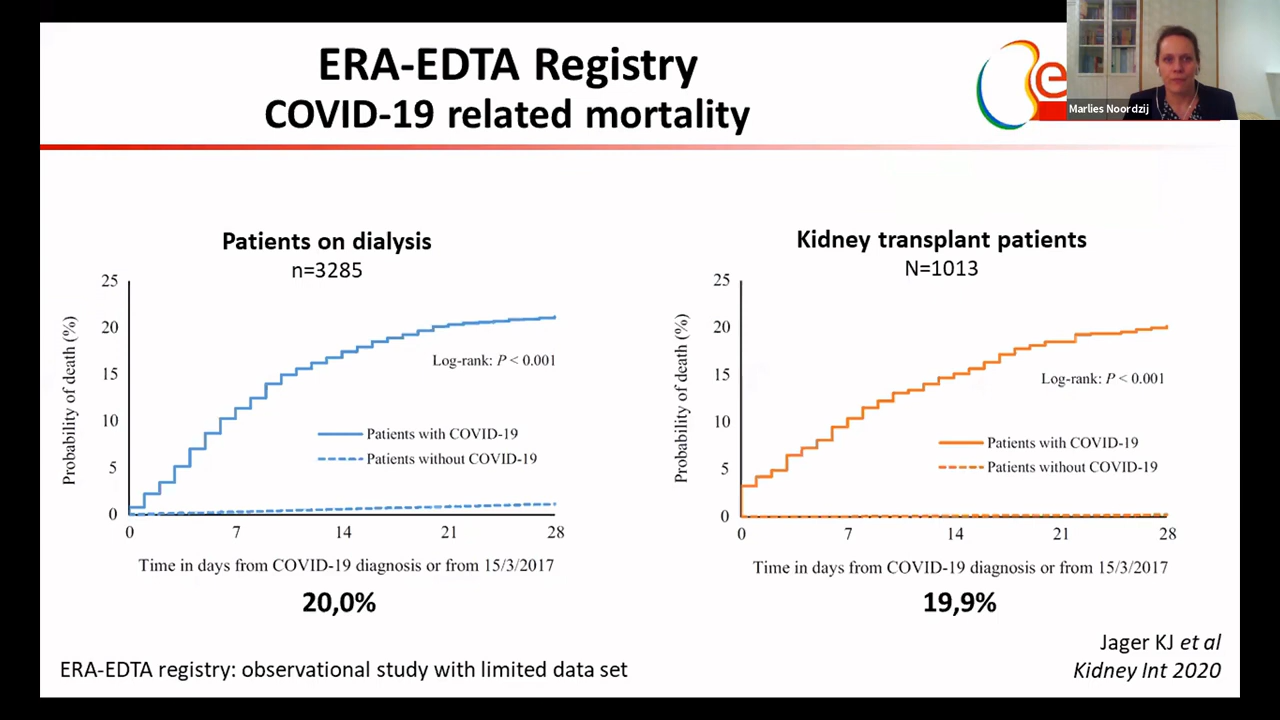 ERA-EDTA Registry
COVID-19 related mortality
e
Marlies Noordzij
Patients on dialysis
n=3285
25
20
15
10
5
0
Probability of death (%)
Log-rank: P < 0.001
Patients with COVID-19
Patients without COVID-19
0 7 14 21 28
Time in days from COVID-19 diagnosis or from 15/3/2017
20,0%
Kidney transplant patients
N=1013
25
20
15
10
5
0
Probability of death (%)
Log-rank: P < 0.001
Patients with COVID-19
Patients without COVID-19
0 7 14 21 28
Time in days from COVID-19 diagnosis or from 15/3/2017
19,9%
ERA-EDTA registry: observational study with limited data set
Jager KJ et al
Kidney Int 2020